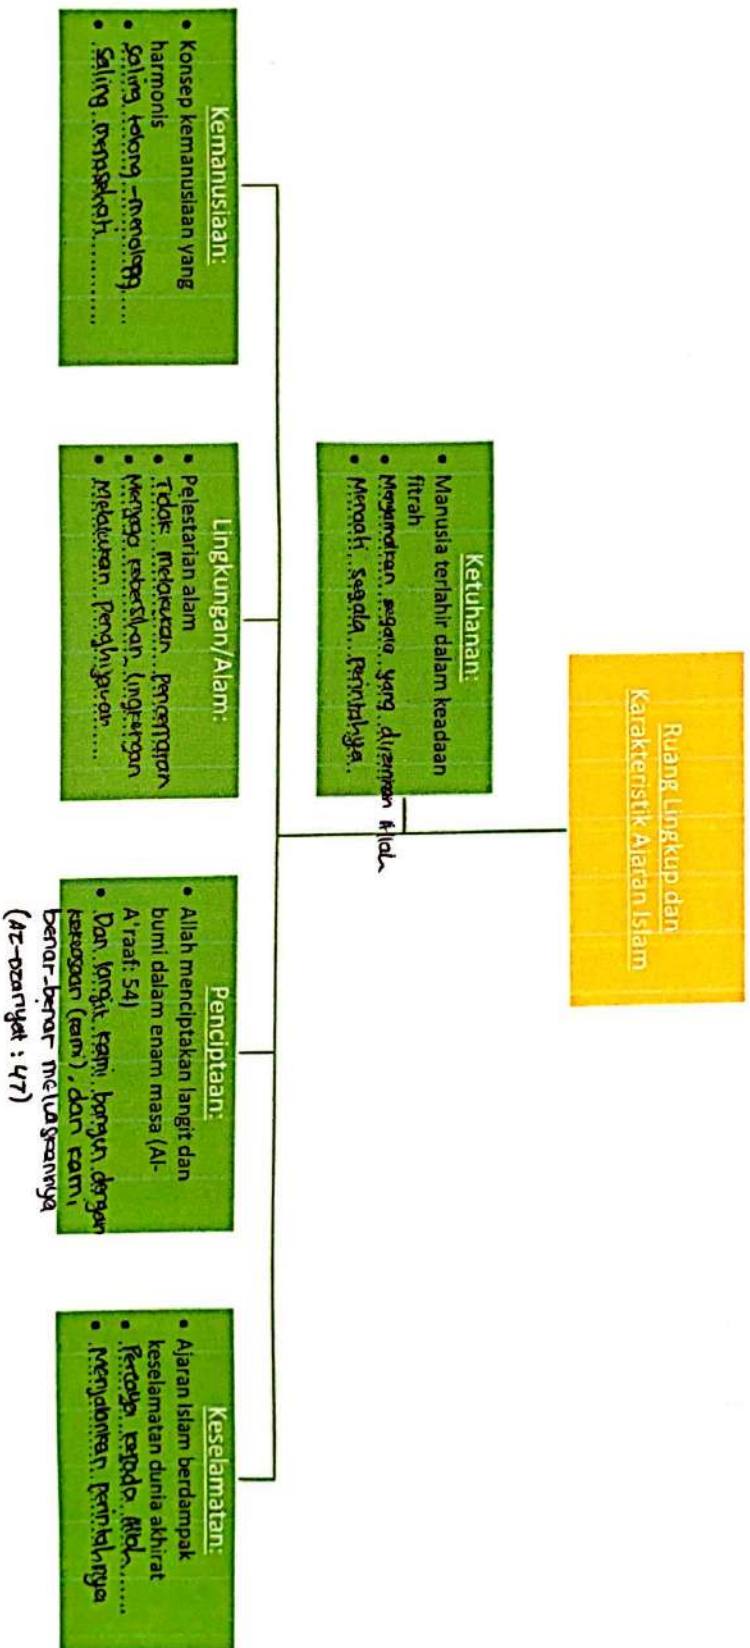 Ruang Lingkup dan
Karakteristik Ajaran Islam
Ketuhanan:
• Manusia terlahir dalam keadaan
fitrah
• Mengamalkan segala yang dizinkan Allah
• Menaati segala perintahnya
Kemanusiaan:
• Konsep kemanusiaan yang
harmonis
• Saling tolong-menolong
• Saling menasehati
Lingkungan/Alam:
• Pelestarian alam
• Tidak melakukan pencemaran
• Menjaga kebersihan lingkungan
• Melakukan penghijauan
Penciptaan:
• Allah menciptakan langit dan
bumi dalam enam masa (Al-
A'raaf: 54)
• Dan langit kami bangun dengan
kekuasaan (kami), dan kami
benar-benar meluaskannya
(Az-Dzariyat : 47)
Keselamatan:
• Ajaran Islam berdampak
keselamatan dunia akhirat
• Percaya kepada Allah
• Menjalankan perintahnya